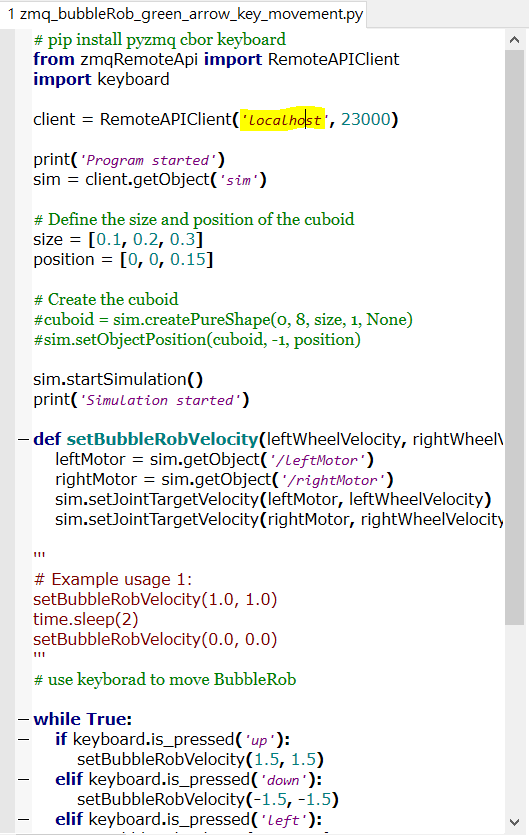 1 zmq_bubbleRob_green_arrow_key_movement.py
# pip install pyzmq cbor keyboard
from zmqRemoteApi import RemoteAPIClient
import keyboard
client = RemoteAPIClient('localhost', 23000)
print('Program started')
sim = client.getObject('sim')
# Define the size and position of the cuboid
size = [0.1, 0.2, 0.3]
position = [0, 0, 0.15]
# Create the cuboid
#cuboid = sim.createPureShape(0, 8, size, 1, None)
#sim.setObjectPosition(cuboid, -1, position)
sim.startSimulation()
print('Simulation started')
def setBubbleRobVelocity(leftWheelVelocity, rightWheelV
leftMotor = sim.getObject('/leftMotor')
rightMotor = sim.getObject('/rightMotor')
sim.setJointTargetVelocity(leftMotor, leftWheelVelocity)
sim.setJointTargetVelocity(rightMotor, rightWheelVelocity
'''
# Example usage 1:
setBubbleRobVelocity(1.0, 1.0)
time.sleep(2)
setBubbleRobVelocity(0.0, 0.0)
'''
# use keyborad to move BubbleRob
while True:
if keyboard.is_pressed('up'):
setBubbleRobVelocity(1.5, 1.5)
elif keyboard.is_pressed('down'):
setBubbleRobVelocity(-1.5, -1.5)
elif keyboard.is_pressed('left'):